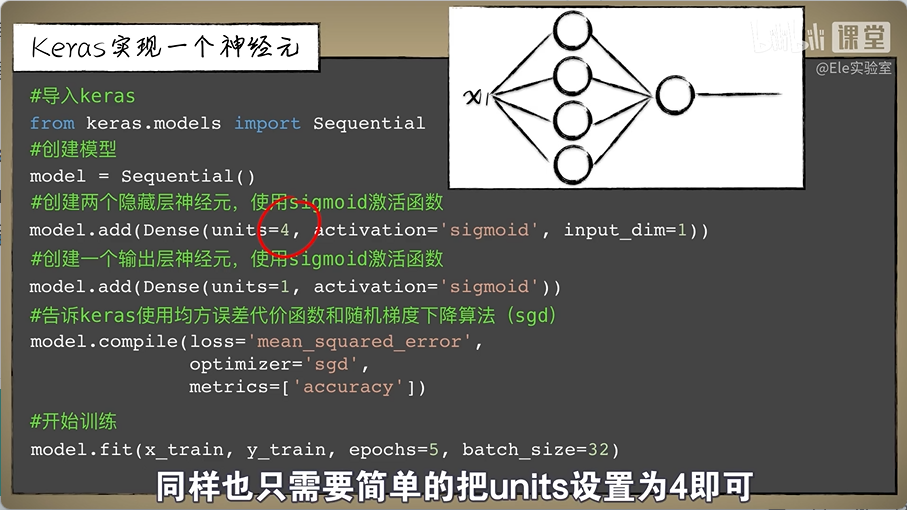 Keras实现一个神经元
bilibili 课堂
@Ele实验室
x₁
#导入keras
from keras.models import Sequential
#创建模型
model = Sequential()
#创建两个隐藏层神经元，使用sigmoid激活函数
model.add(Dense(units=4, activation='sigmoid', input_dim=1))
#创建一个输出层神经元，使用sigmoid激活函数
model.add(Dense(units=1, activation='sigmoid'))
#告诉keras使用均方误差代价函数和随机梯度下降算法（sgd）
model.compile(loss='mean_squared_error',
optimizer='sgd',
metrics=['accuracy'])
#开始训练
model.fit(x_train, y_train, epochs=5, batch_size=32)
同样也只需要简单的把units设置为4即可